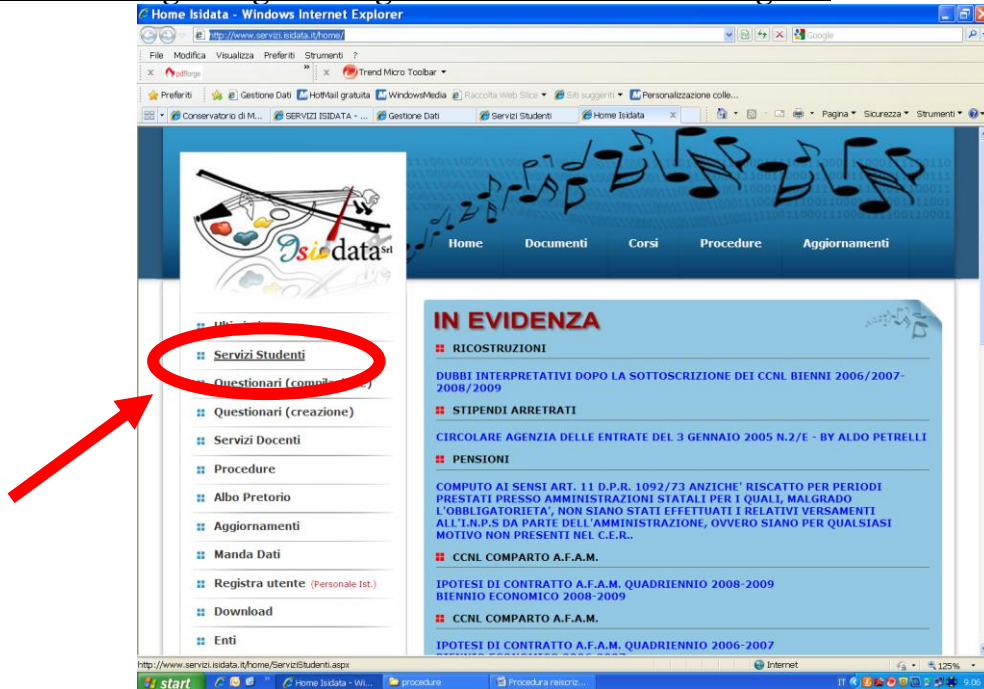 Home Isidata - Windows Internet Explorer
http://www.servizi.isidata.it/home/
Google
File Modifica Visualizza Preferiti Strumenti ?
x pdfforge » x Trend Micro Toolbar
Preferiti Gestione Dati HotMail gratuita WindowsMedia Raccolta Web Slice Siti suggeriti Personalizzazione colle...
Conservatorio di M... SERVIZI ISIDATA - ... Gestione Dati Servizi Studenti Home Isidata x Pagina Sicurezza Strumenti
Isidata srl
Home Documenti Corsi Procedure Aggiornamenti
Servizi Studenti
Questionari
Questionari (creazione)
Servizi Docenti
Procedure
Albo Pretorio
Aggiornamenti
Manda Dati
Registra utente (Personale Ist.)
Download
Enti
IN EVIDENZA
RICOSTRUZIONI
DUBBI INTERPRETATIVI DOPO LA SOTTOSCRIZIONE DEI CCNL BIENNI 2006/2007-
2008/2009
STIPENDI ARRETRATI
CIRCOLARE AGENZIA DELLE ENTRATE DEL 3 GENNAIO 2005 N.2/E - BY ALDO PETRELLI
PENSIONI
COMPUTO AI SENSI ART. 11 D.P.R. 1092/73 ANZICHE' RISCATTO PER PERIODI
PRESTATI PRESSO AMMINISTRAZIONI STATALI PER I QUALI, MALGRADO
L'OBBLIGATORIETA', NON SIANO STATI EFFETTUATI I RELATIVI VERSAMENTI
ALL'I.N.P.S DA PARTE DELL'AMMINISTRAZIONE, OVVERO SIANO PER QUALSIASI
MOTIVO NON PRESENTI NEL C.E.R..
CCNL COMPARTO A.F.A.M.
IPOTESI DI CONTRATTO A.F.A.M. QUADRIENNIO 2008-2009
BIENNIO ECONOMICO 2008-2009
CCNL COMPARTO A.F.A.M.
IPOTESI DI CONTRATTO A.F.A.M. QUADRIENNIO 2006-2007
http://www.servizi.isidata.it/home/ServiziStudenti.aspx Internet 125%
start Home Isidata - Wi... procedure Procedura reiscriz... IT 9.06